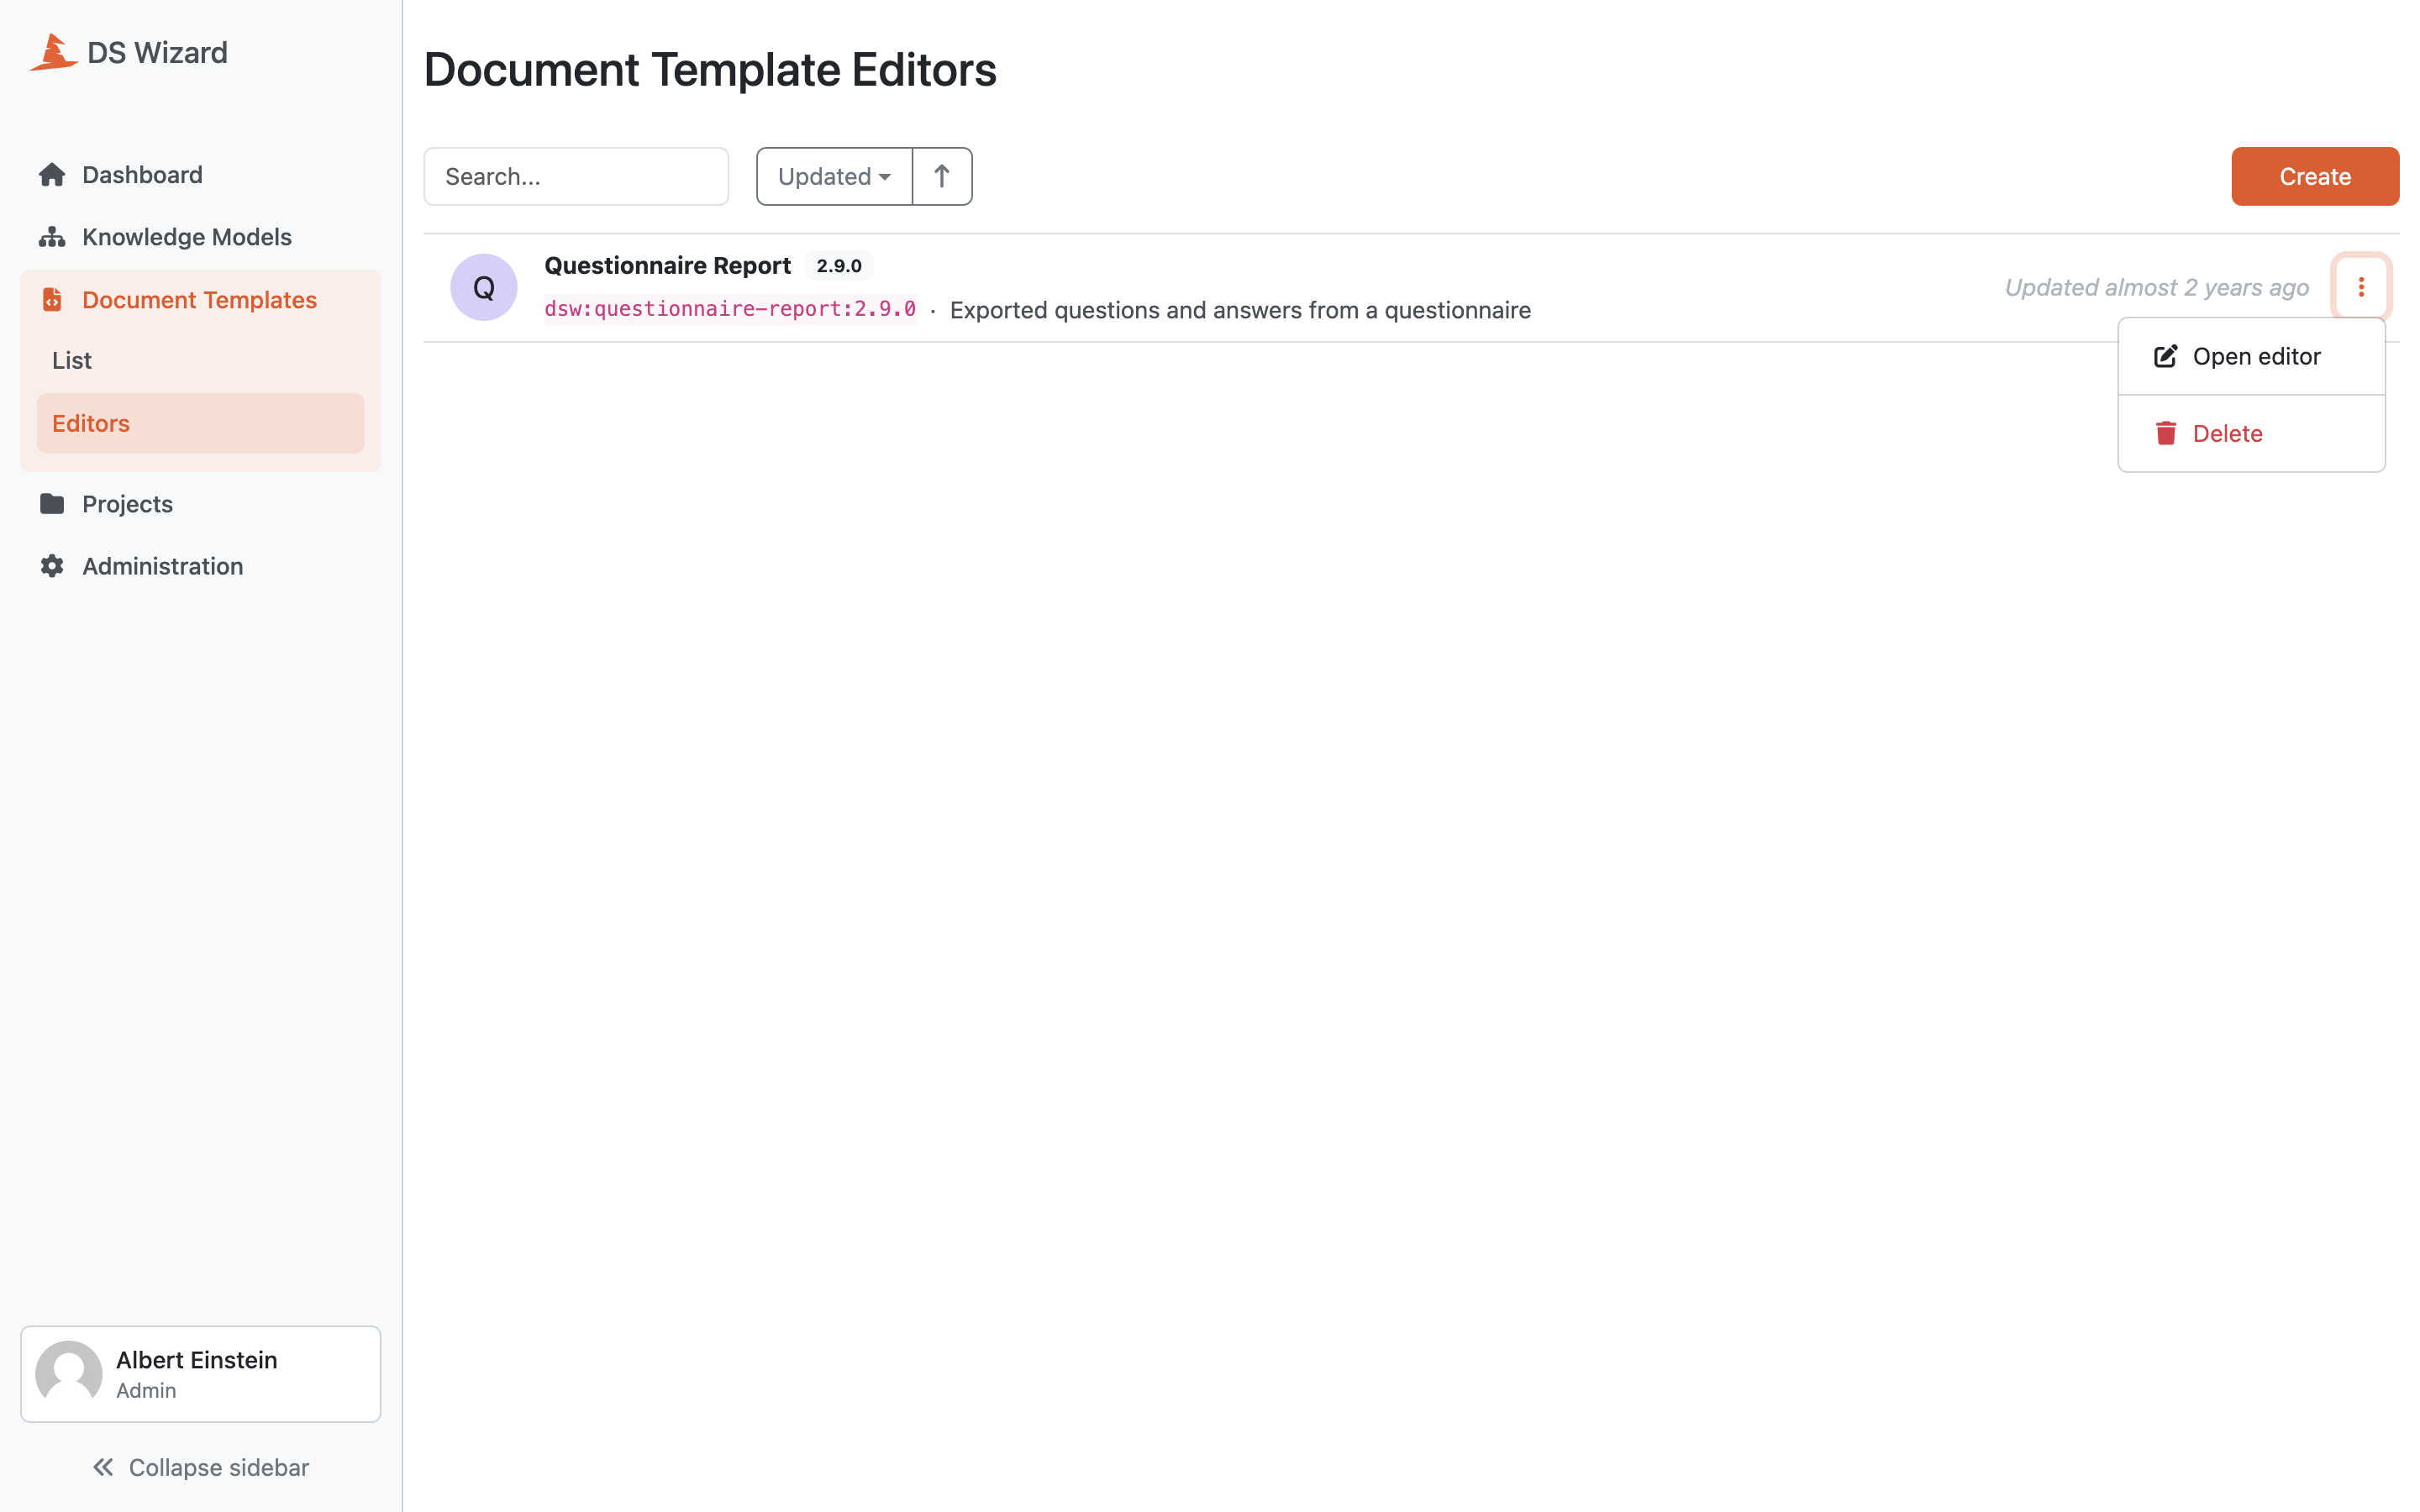 DS Wizard
Dashboard
Knowledge Models
Document Templates
List
Editors
Projects
Administration
Albert Einstein
Admin
Collapse sidebar
Document Template Editors
Search...
Updated
Create
Q
Questionnaire Report 2.9.0
dsw:questionnaire-report:2.9.0 · Exported questions and answers from a questionnaire
Updated almost 2 years ago
Open editor
Delete